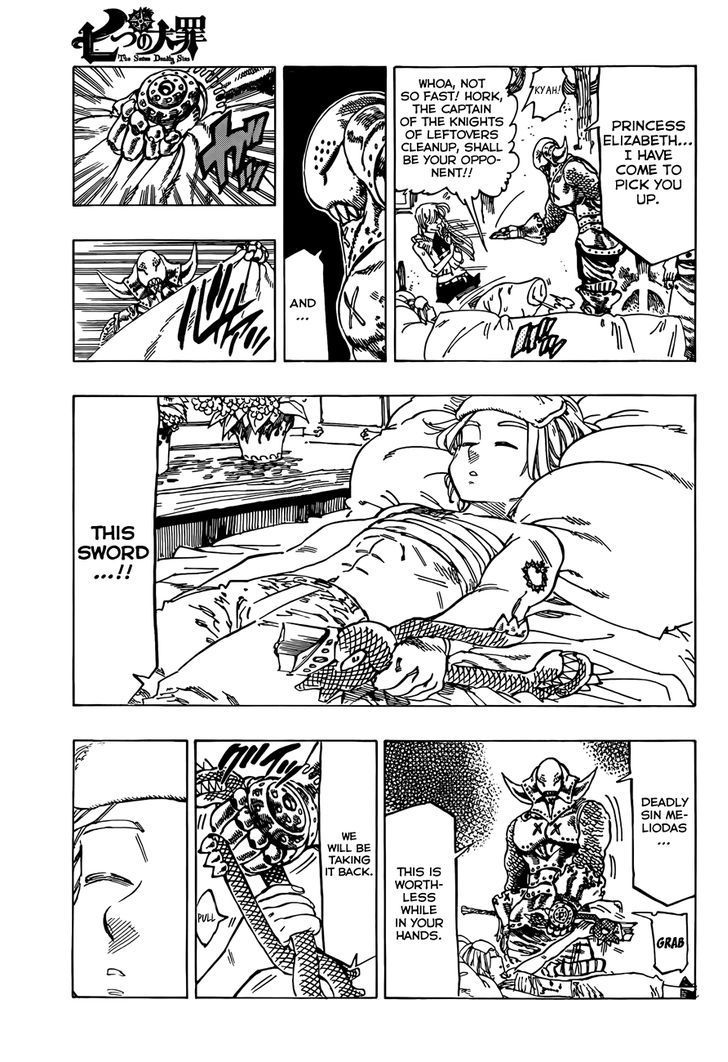 七つの大罪
The Seven Deadly Sins
PRINCESS
ELIZABETH...
I HAVE
COME TO
PICK YOU
UP.
KYAH!
WHOA, NOT
SO FAST! HORK,
THE CAPTAIN
OF THE KNIGHTS
OF LEFTOVERS
CLEANUP, SHALL
BE YOUR OPPO-
NENT!!
AND
...
THIS
SWORD
...!!
DEADLY
SIN ME-
LIODAS
...
GRAB
THIS IS
WORTH-
LESS WHILE
IN YOUR
HANDS.
WE
WILL BE
TAKING
IT BACK.
PULL